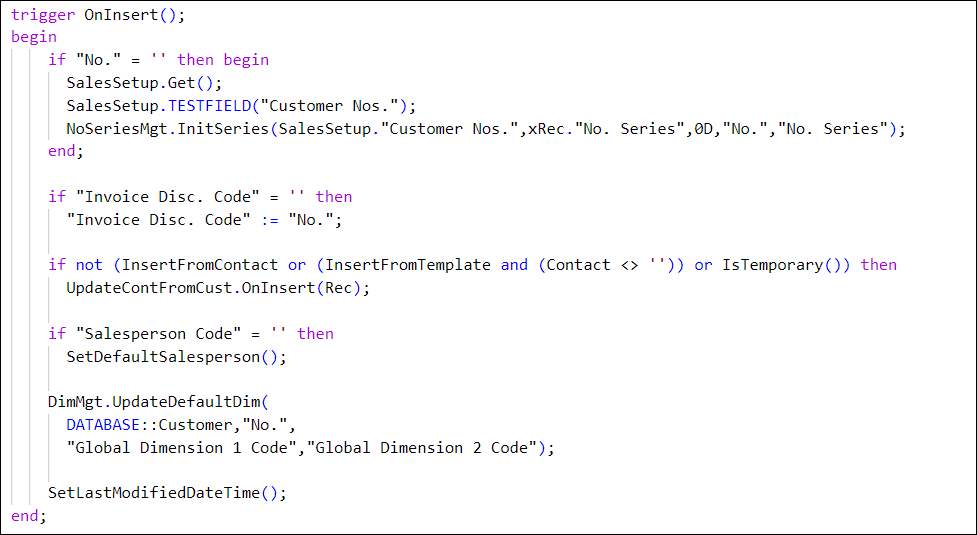 trigger OnInsert();
begin
    if "No." = '' then begin
      SalesSetup.Get();
      SalesSetup.TESTFIELD("Customer Nos.");
      NoSeriesMgt.InitSeries(SalesSetup."Customer Nos.",xRec."No. Series",0D,"No.","No. Series");
    end;

    if "Invoice Disc. Code" = '' then
      "Invoice Disc. Code" := "No.";

    if not (InsertFromContact or (InsertFromTemplate and (Contact <> '')) or IsTemporary()) then
      UpdateContFromCust.OnInsert(Rec);

    if "Salesperson Code" = '' then
      SetDefaultSalesperson();

    DimMgt.UpdateDefaultDim(
      DATABASE::Customer,"No.",
      "Global Dimension 1 Code","Global Dimension 2 Code");

    SetLastModifiedDateTime();
end;